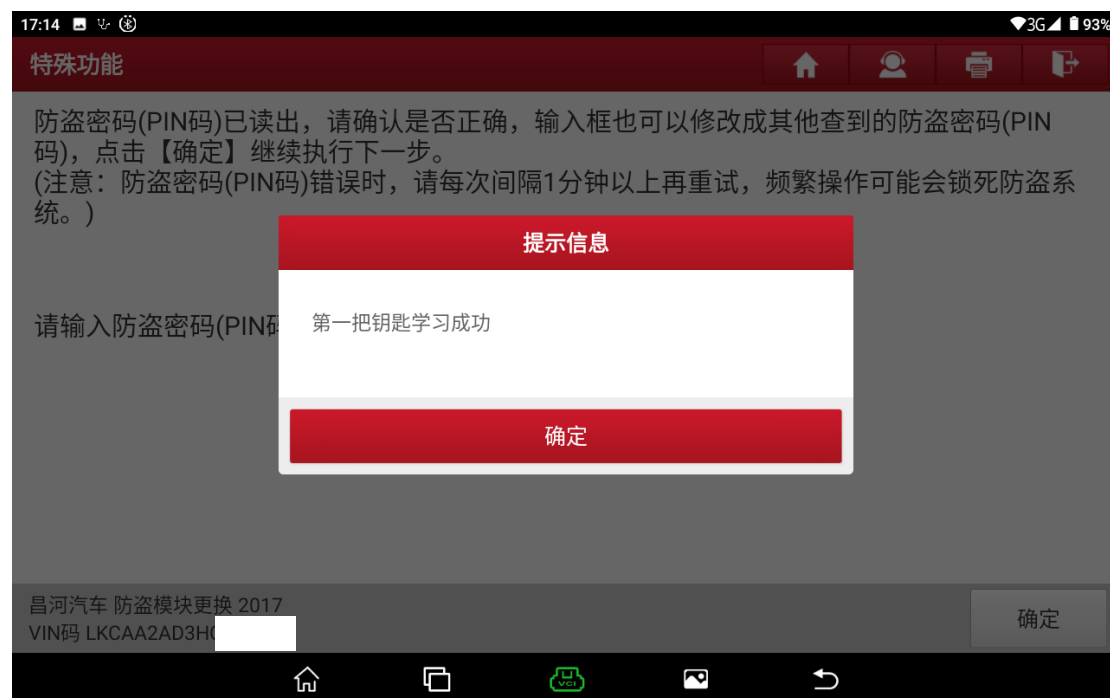 17:14 3G 93%
特殊功能
防盗密码(PIN码)已读出，请确认是否正确，输入框也可以修改成其他查到的防盗密码(PIN
码)，点击【确定】继续执行下一步。
(注意：防盗密码(PIN码)错误时，请每次间隔1分钟以上再重试，频繁操作可能会锁死防盗系
统。)
提示信息
请输入防盗密码(PIN码
第一把钥匙学习成功
确定
昌河汽车 防盗模块更换 2017
VIN码 LKCAA2AD3H
确定
VCI